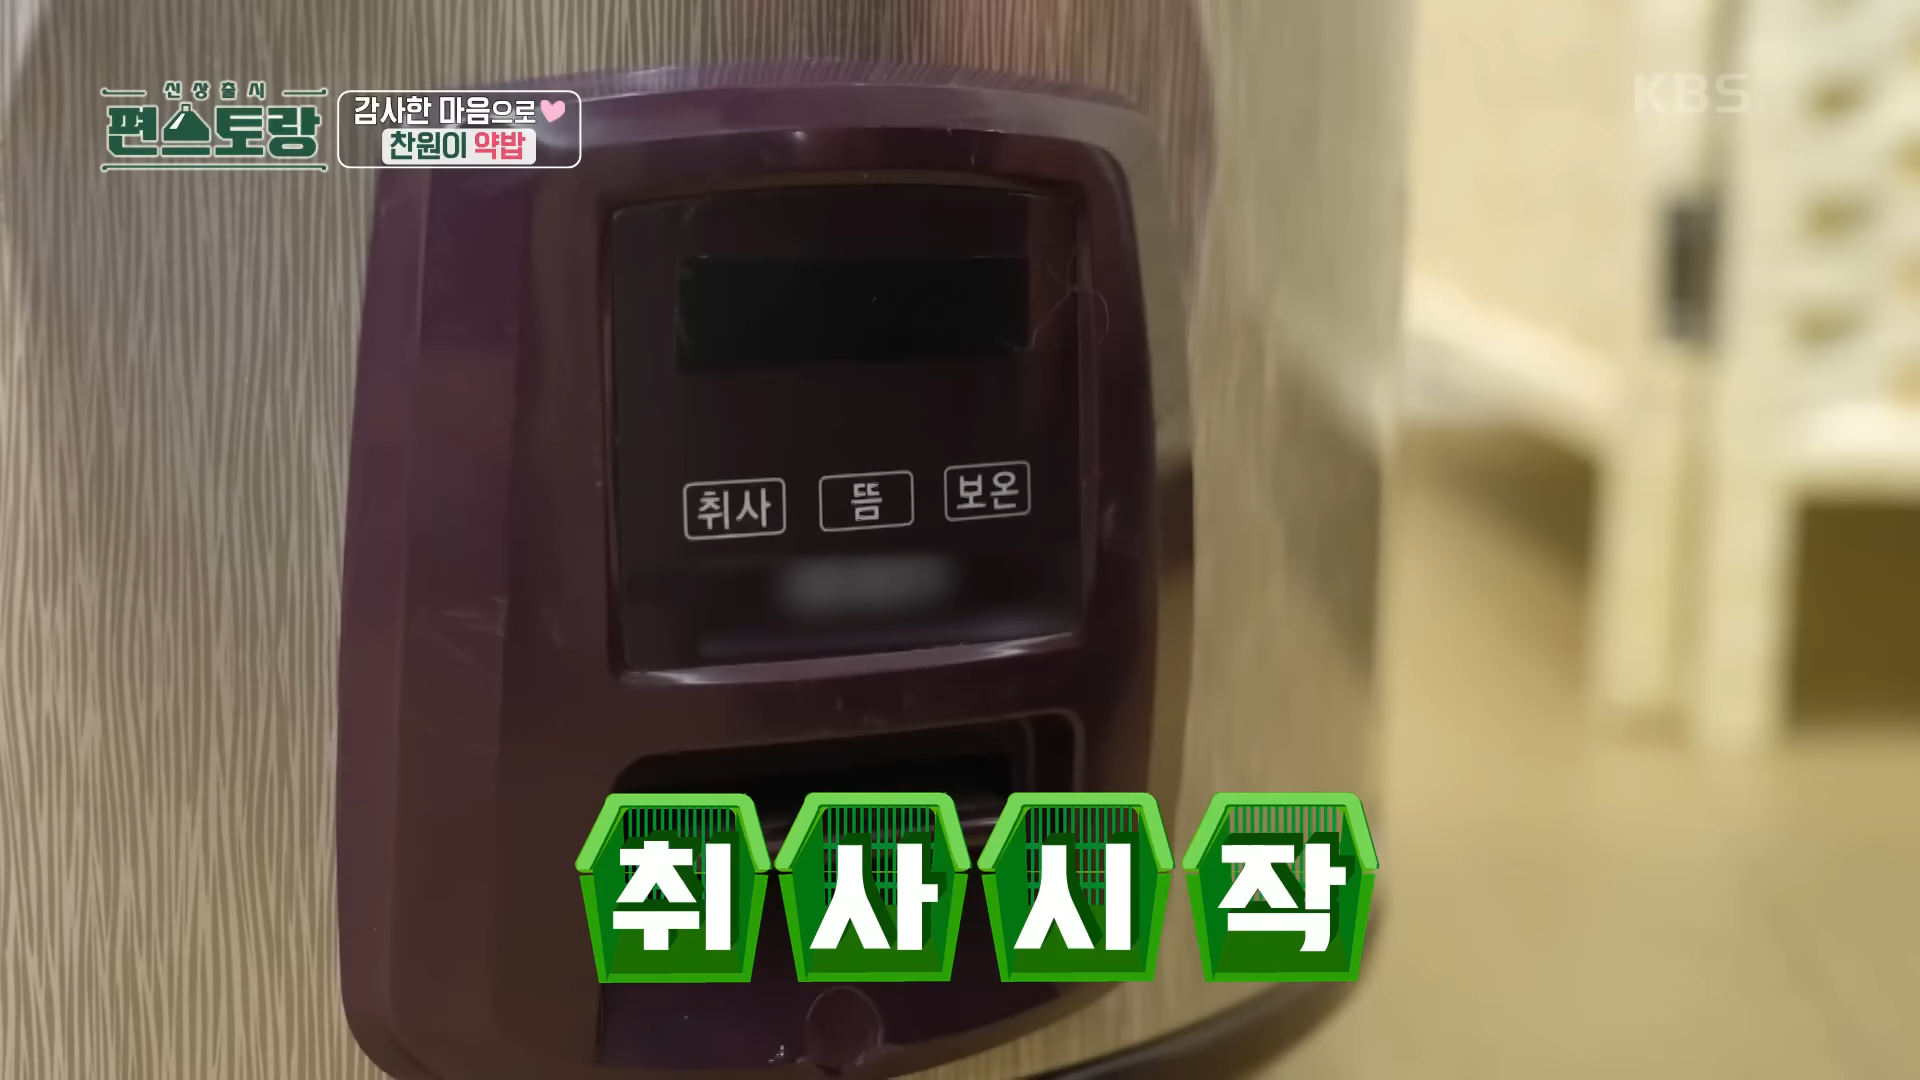 신상출시
편스토랑
감사한 마음으로
찬원이 약밥
KBS
취사 뜸 보온
취사시작